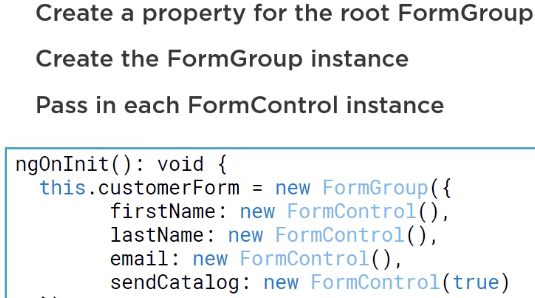 Create a property for the root FormGroup
Create the FormGroup instance
Pass in each FormControl instance
ngOnInit(): void {
this.customerForm = new FormGroup({
firstName: new FormControl(),
lastName: new FormControl(),
email: new FormControl(),
sendCatalog: new FormControl(true)